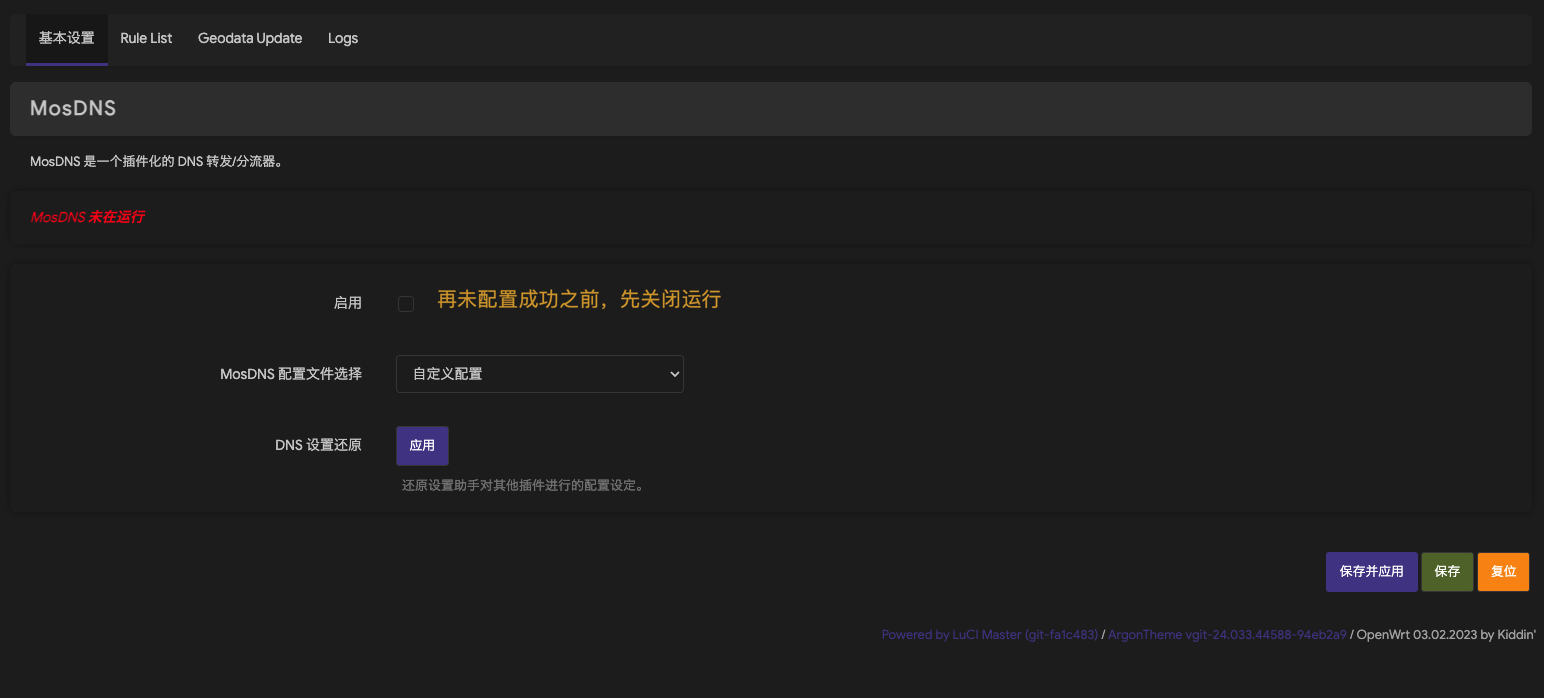 基本设置 Rule List Geodata Update Logs
MosDNS
MosDNS 是一个插件化的 DNS 转发/分流器。
MosDNS 未在运行
启用 再未配置成功之前，先关闭运行
MosDNS 配置文件选择 自定义配置
DNS 设置还原 应用
还原设置助手对其他插件进行的配置设定。
保存并应用 保存 复位
Powered by LuCI Master (git-fa1c483) / ArgonTheme vgit-24.033.44588-94eb2a9 / OpenWrt 03.02.2023 by Kiddin'